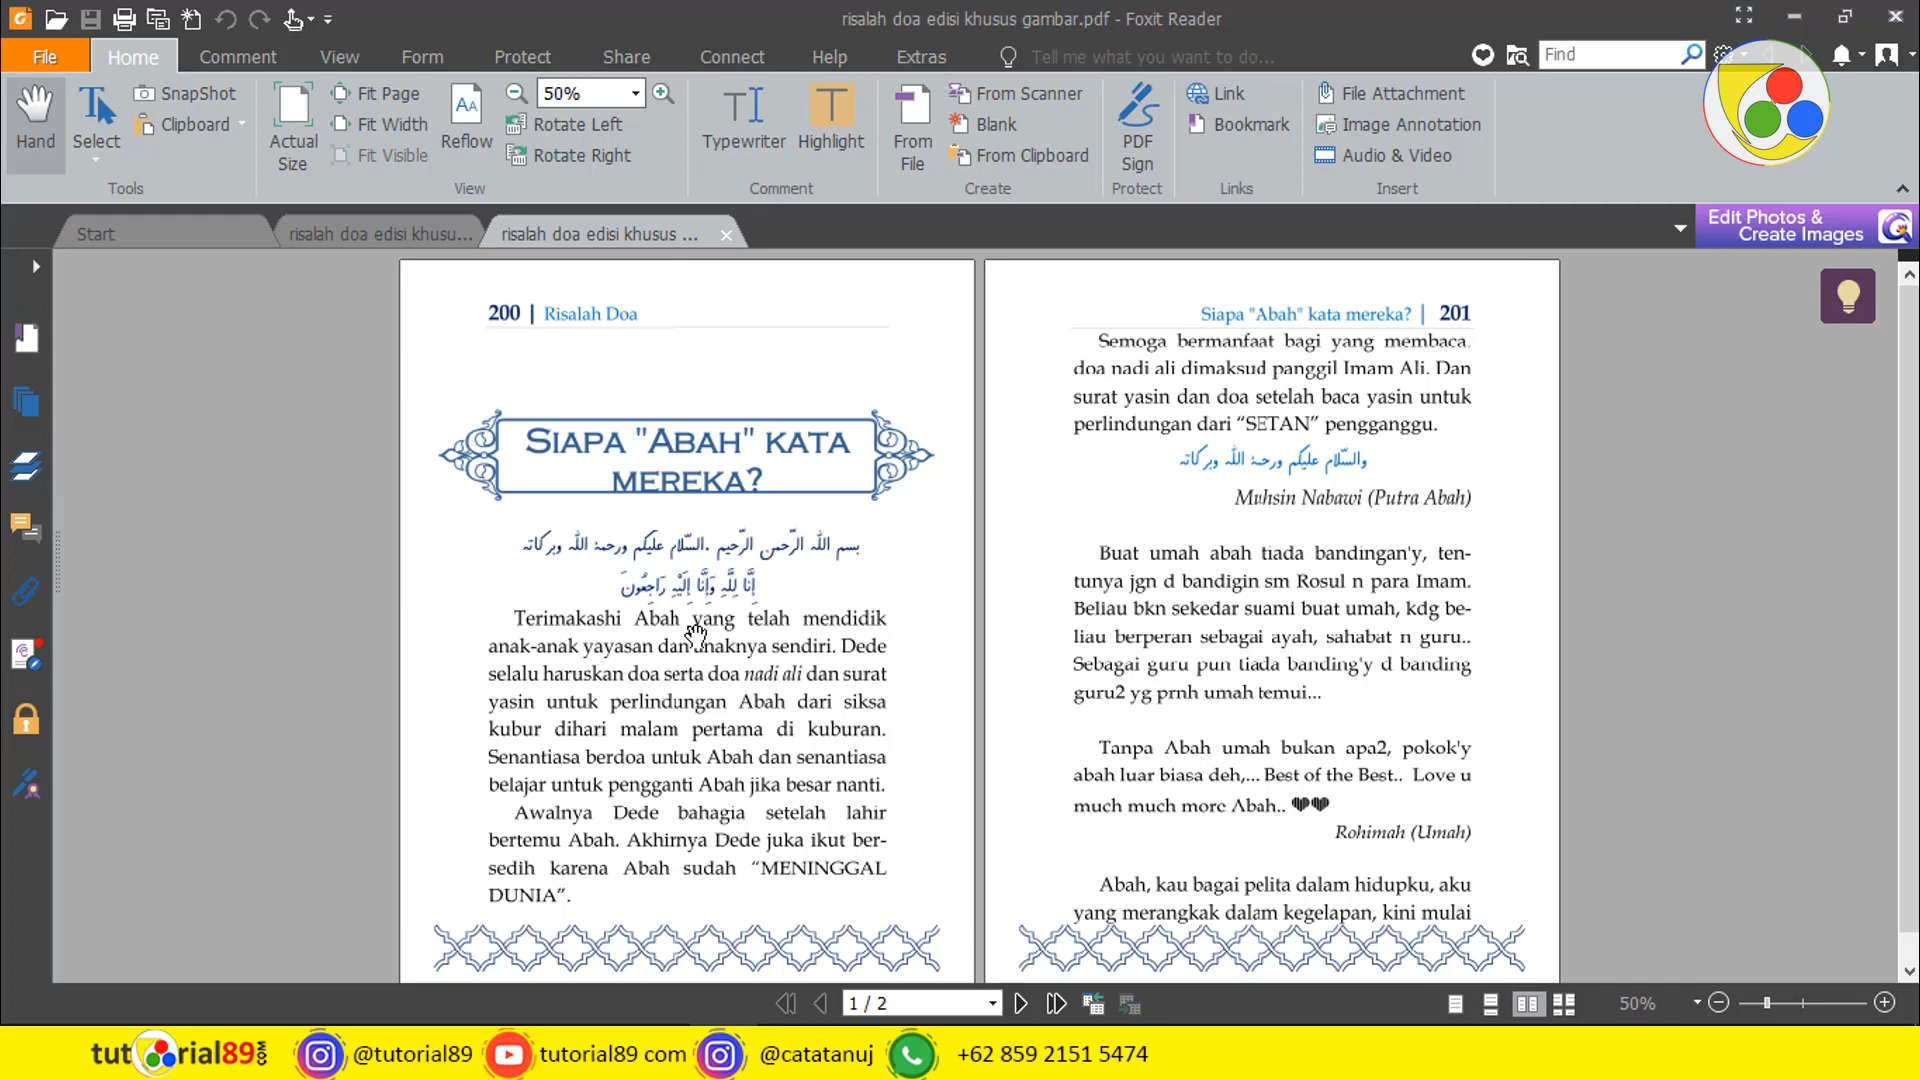 risalah doa edisi khusus gambar.pdf - Foxit Reader
File
Home
Comment
View
Form
Protect
Share
Connect
Help
Extras
Tell me what you want to do...
Find
Hand
Select
SnapShot
Clipboard
Tools
Actual Size
Fit Page
Fit Width
Fit Visible
Reflow
50%
Rotate Left
Rotate Right
View
Typewriter
Highlight
Comment
From File
From Scanner
Blank
From Clipboard
Create
PDF Sign
Protect
Link
Bookmark
Links
File Attachment
Image Annotation
Audio & Video
Insert
Start
risalah doa edisi khusu...
risalah doa edisi khusus ...
Edit Photos &
Create Images
200 | Risalah Doa
SIAPA "ABAH" KATA
MEREKA?
بسم الله الرّحمن الرّحيم .السّلام عليكم ورحمة الله وبركاته
إِنَّا لِلَّهِ وَإِنَّا إِلَيْهِ رَاجِعُونَ
Terimakashi Abah yang telah mendidik
anak-anak yayasan dan anaknya sendiri. Dede
selalu haruskan doa serta doa nadi ali dan surat
yasin untuk perlindungan Abah dari siksa
kubur dihari malam pertama di kuburan.
Senantiasa berdoa untuk Abah dan senantiasa
belajar untuk pengganti Abah jika besar nanti.
Awalnya Dede bahagia setelah lahir
bertemu Abah. Akhirnya Dede juka ikut ber-
sedih karena Abah sudah “MENINGGAL
DUNIA”.
Siapa "Abah" kata mereka? | 201
Semoga bermanfaat bagi yang membaca.
doa nadi ali dimaksud panggil Imam Ali. Dan
surat yasin dan doa setelah baca yasin untuk
perlindungan dari “SETAN” pengganggu.
والسّلام عليكم ورحمة الله وبركاته
Muhsin Nabawi (Putra Abah)
Buat umah abah tiada bandingan'y, ten-
tunya jgn d bandigin sm Rosul n para Imam.
Beliau bkn sekedar suami buat umah, kdg be-
liau berperan sebagai ayah, sahabat n guru..
Sebagai guru pun tiada banding'y d banding
guru2 yg prnh umah temui...
Tanpa Abah umah bukan apa2, pokok'y
abah luar biasa deh,... Best of the Best.. Love u
much much more Abah.. ♥♥
Rohimah (Umah)
Abah, kau bagai pelita dalam hidupku, aku
yang merangkak dalam kegelapan, kini mulai
1 / 2
50%
tutorial89.com
@tutorial89
tutorial89 com
@catatanuj
+62 859 2151 5474